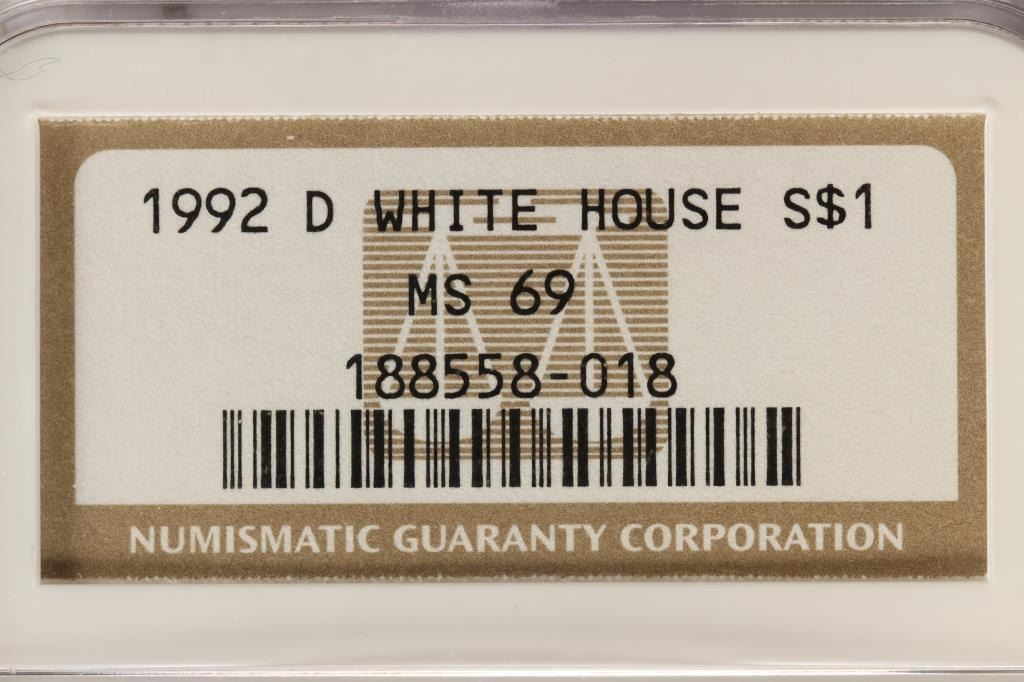 1992 D WHITE HOUSE S$1
MS 69
188558-018
NUMISMATIC GUARANTY CORPORATION